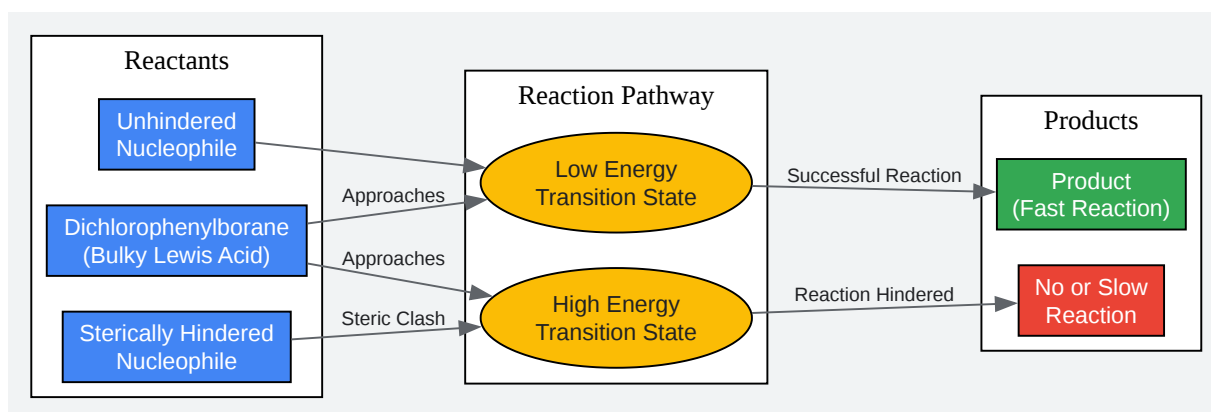 Reactants
Unhindered
Nucleophile
Dichlorophenylborane
(Bulky Lewis Acid)
Sterically Hindered
Nucleophile
Approaches
Approaches
Steric Clash
Reaction Pathway
Low Energy
Transition State
High Energy
Transition State
Successful Reaction
Reaction Hindered
Products
Product
(Fast Reaction)
No or Slow
Reaction